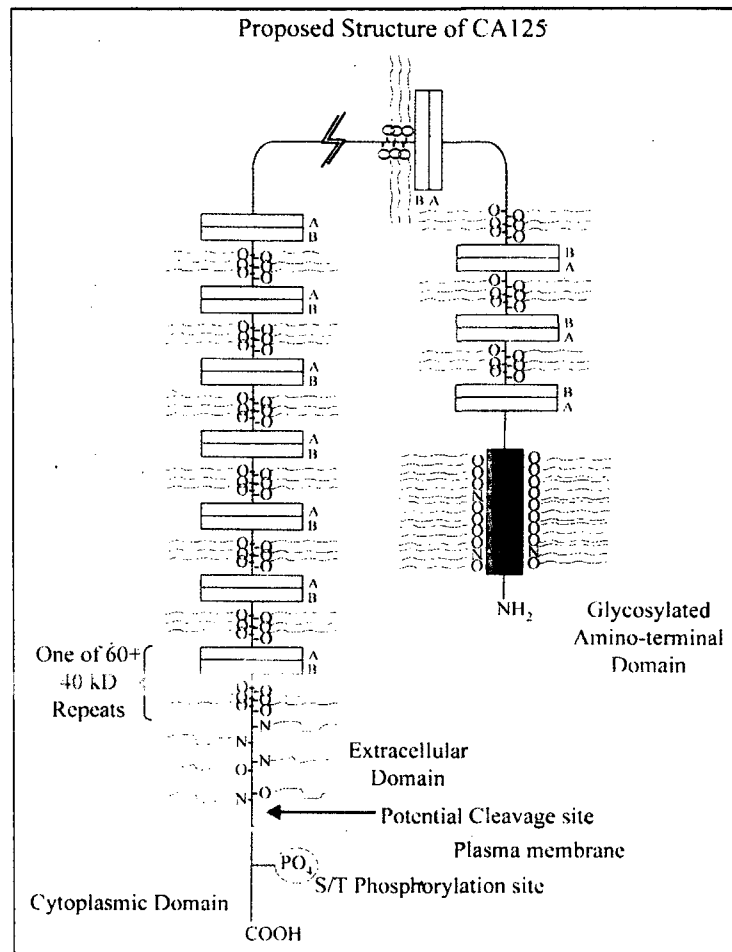 Proposed Structure of CA125
B A
A
B
B
A
A
B
B
A
A
B
B
A
A
B
A
B
A
B
NH2
Glycosylated
Amino-terminal
Domain
One of 60+
40 kD
Repeats
A
B
N
N
N
O
N
O
Extracellular
Domain
Potential Cleavage site
Plasma membrane
PO4
S/T Phosphorylation site
Cytoplasmic Domain
COOH